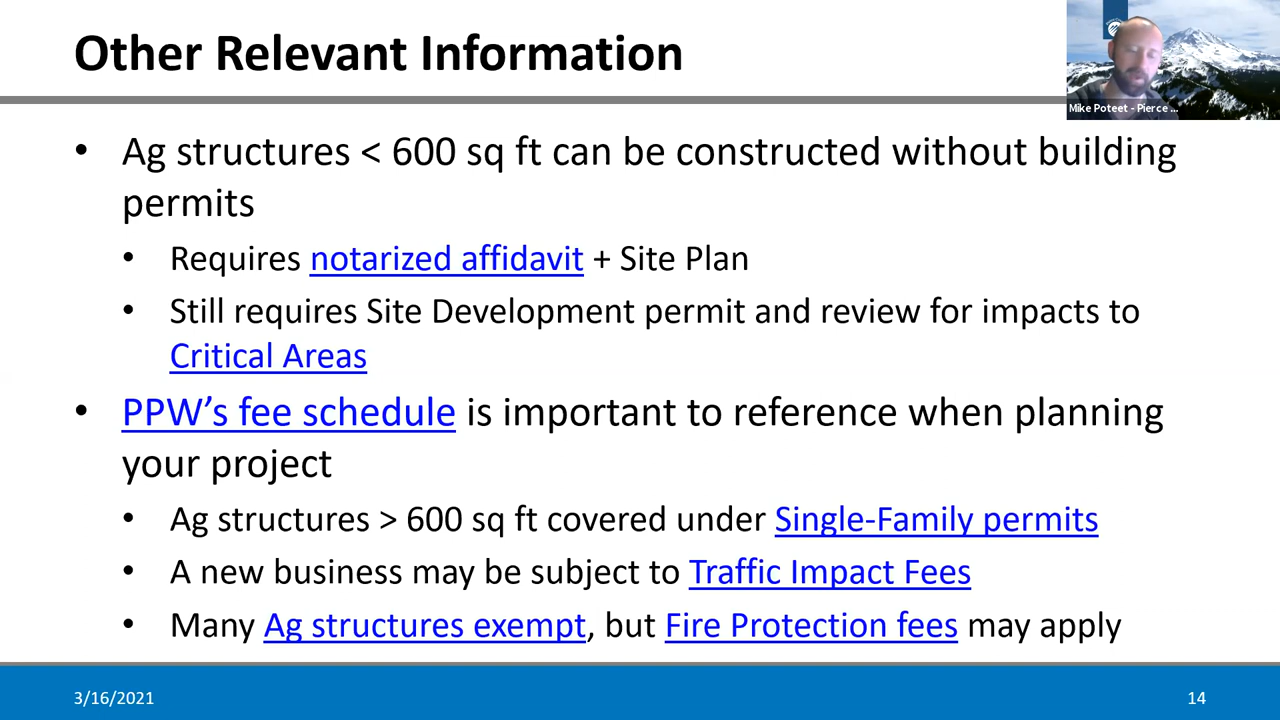 Other Relevant Information
Mike Poteet - Pierce ...
• Ag structures < 600 sq ft can be constructed without building
permits
• Requires notarized affidavit + Site Plan
• Still requires Site Development permit and review for impacts to
Critical Areas
• PPW’s fee schedule is important to reference when planning
your project
• Ag structures > 600 sq ft covered under Single-Family permits
• A new business may be subject to Traffic Impact Fees
• Many Ag structures exempt, but Fire Protection fees may apply
3/16/2021
14